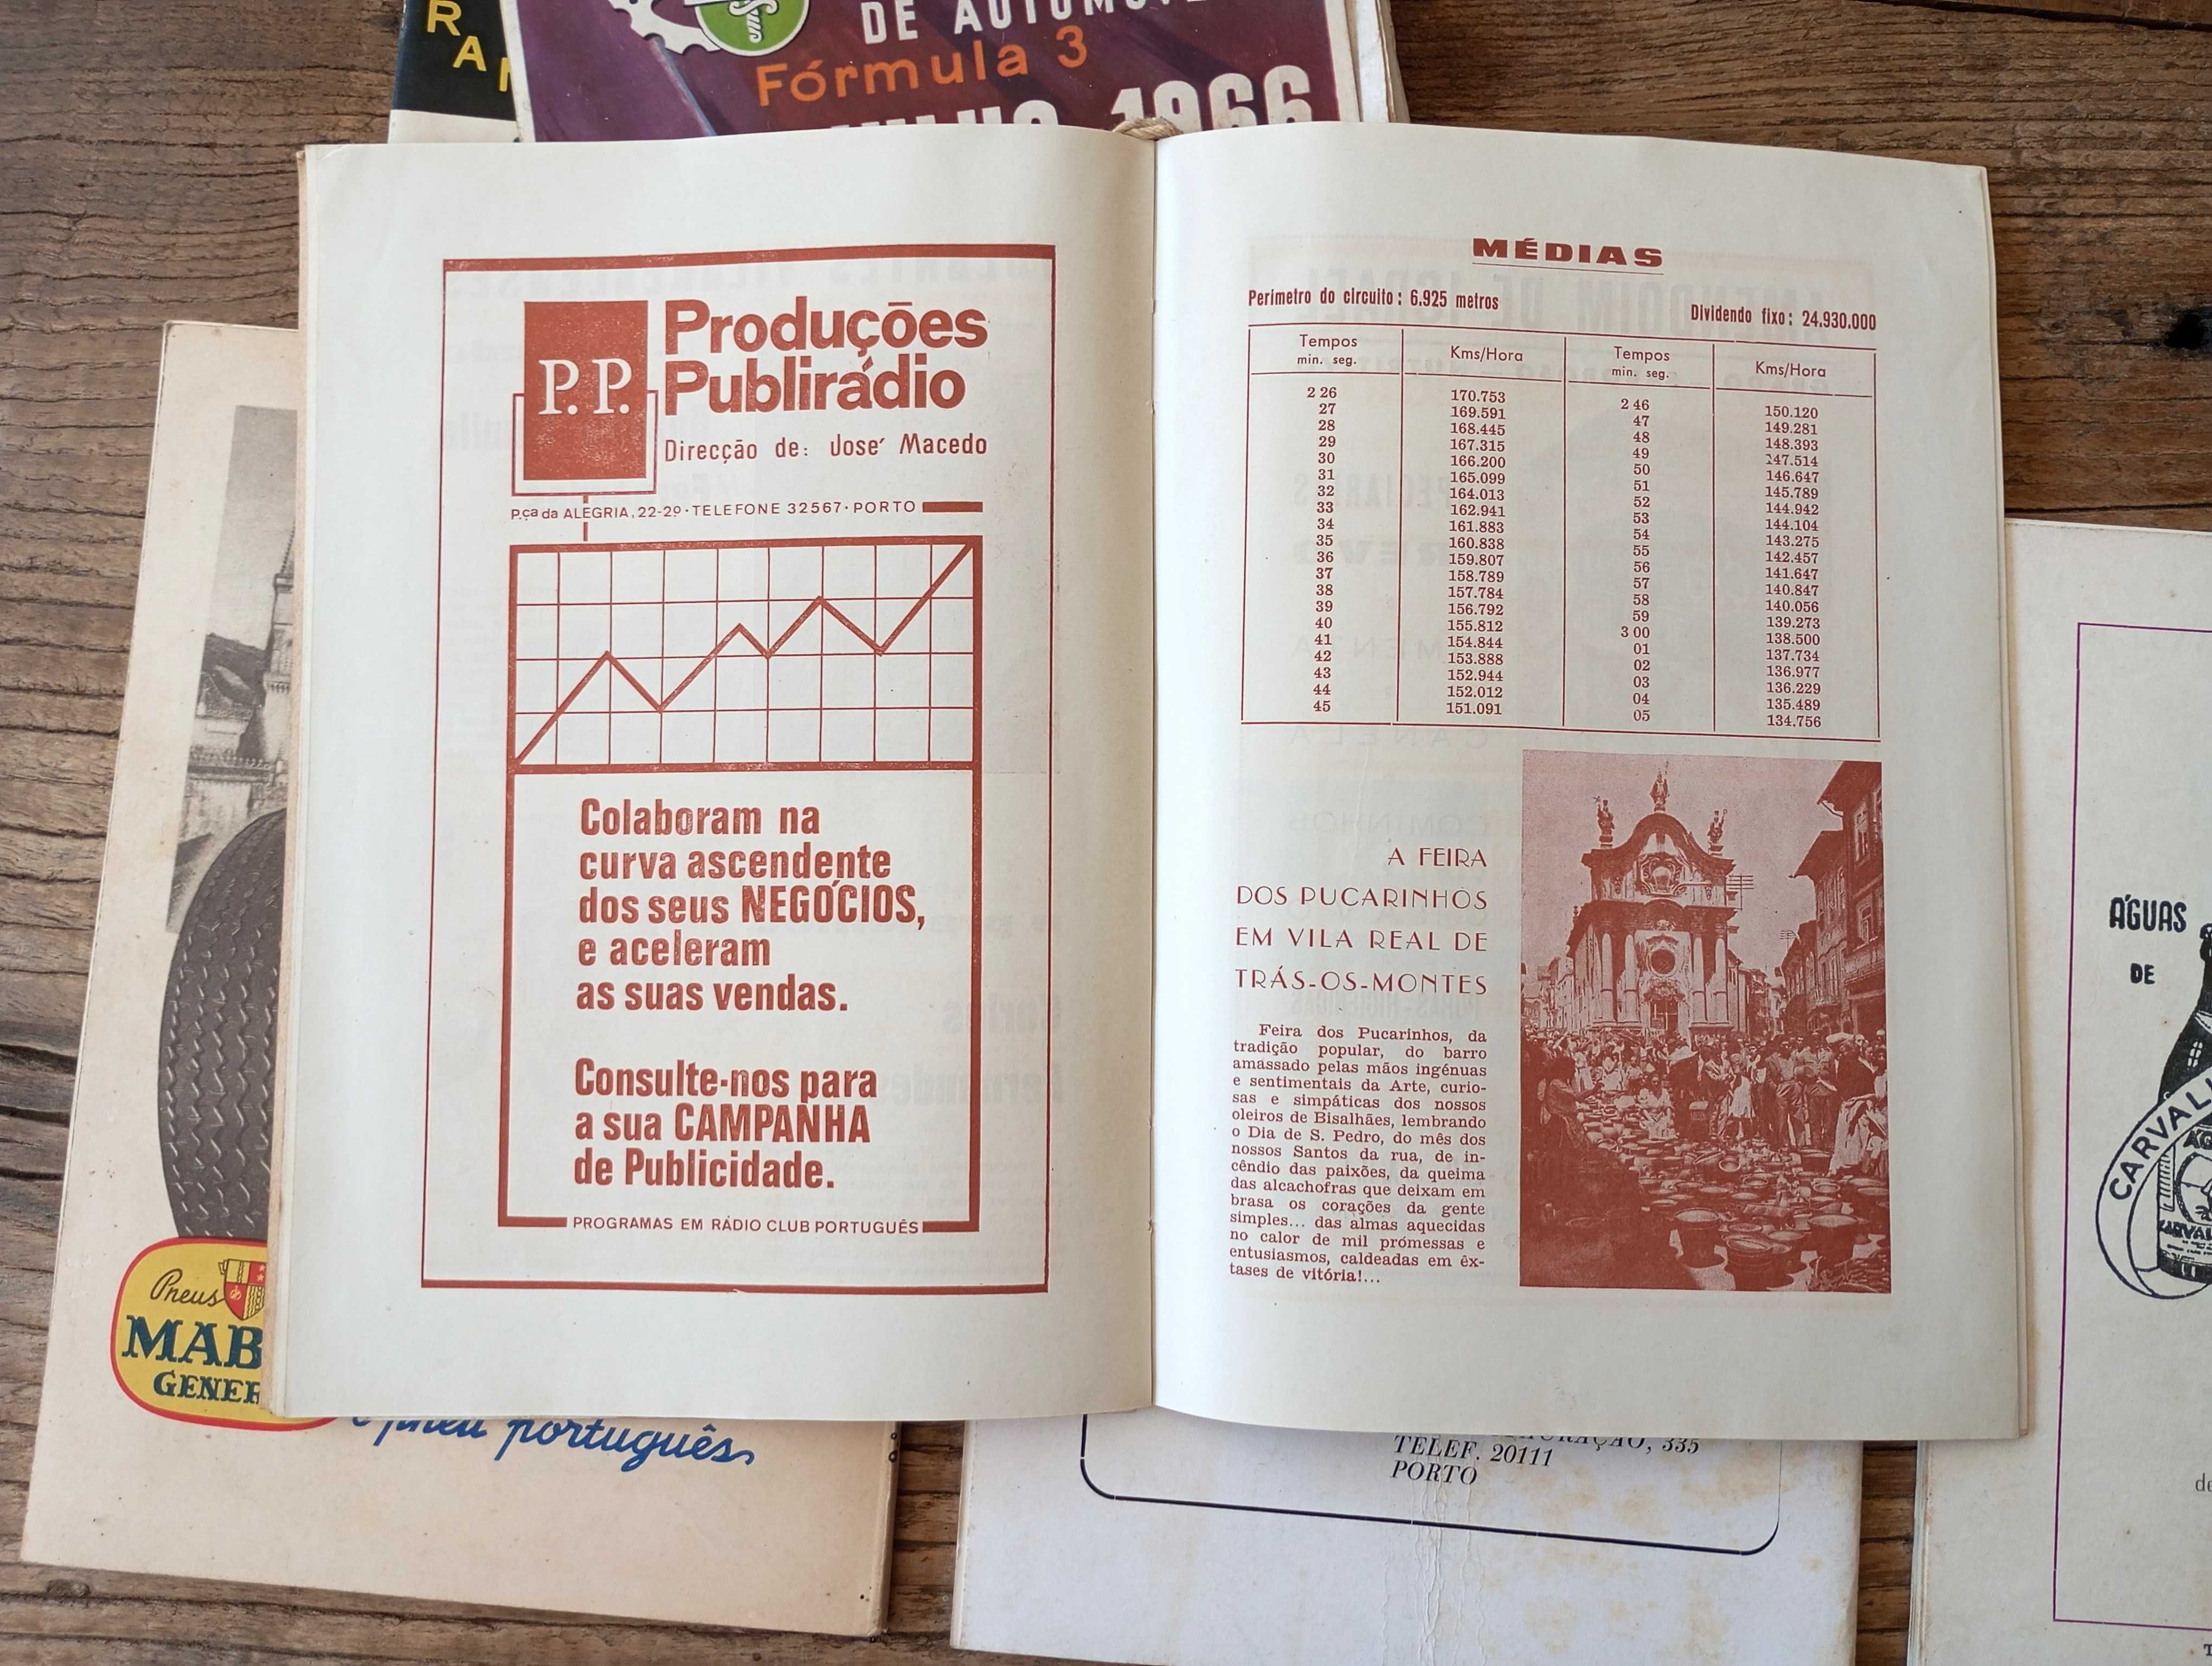 DE
Fórmula 3
1966
P.P.
Produções
Publirádio
Direcção de: José Macedo
P.ça da ALEGRIA, 22-2º · TELEFONE 32567 · PORTO
Colaboram na
curva ascendente
dos seus NEGÓCIOS,
e aceleram
as suas vendas.
Consulte-nos para
a sua CAMPANHA
de Publicidade.
PROGRAMAS EM RÁDIO CLUB PORTUGUÊS
MÉDIAS
Perímetro do circuito: 6.925 metros
Dividendo fixo: 24.930.000
Tempos min. seg. Kms/Hora Tempos min. seg. Kms/Hora
2 26 170.753 2 46 150.120
27 169.591 47 149.281
28 168.445 48 148.393
29 167.315 49 147.514
30 166.200 50 146.647
31 165.099 51 145.789
32 164.013 52 144.942
33 162.941 53 144.104
34 161.883 54 143.275
35 160.838 55 142.457
36 159.807 56 141.647
37 158.789 57 140.847
38 157.784 58 140.056
39 156.792 59 139.273
40 155.812 3 00 138.500
41 154.844 01 137.734
42 153.888 02 136.977
43 152.944 03 136.229
44 152.012 04 135.489
45 151.091 05 134.756
A FEIRA
DOS PUCARINHOS
EM VILA REAL DE
TRÁS-OS-MONTES
Feira dos Pucarinhos, da
tradição popular, do barro
amassado pelas mãos ingénuas
e sentimentais da Arte, curio-
sas e simpáticas dos nossos
oleiros de Bisalhães, lembrando
o Dia de S. Pedro, do mês dos
nossos Santos da rua, de in-
cêndio das paixões, da queima
das alcachofras que deixam em
brasa os corações da gente
simples... das almas aquecidas
no calor de mil prómessas e
entusiasmos, caldeadas em êx-
tases de vitória!...
Pneus
MAB
GENER
português
335
TELEF. 20111
PORTO
ÁGUAS
DE
CARVAL